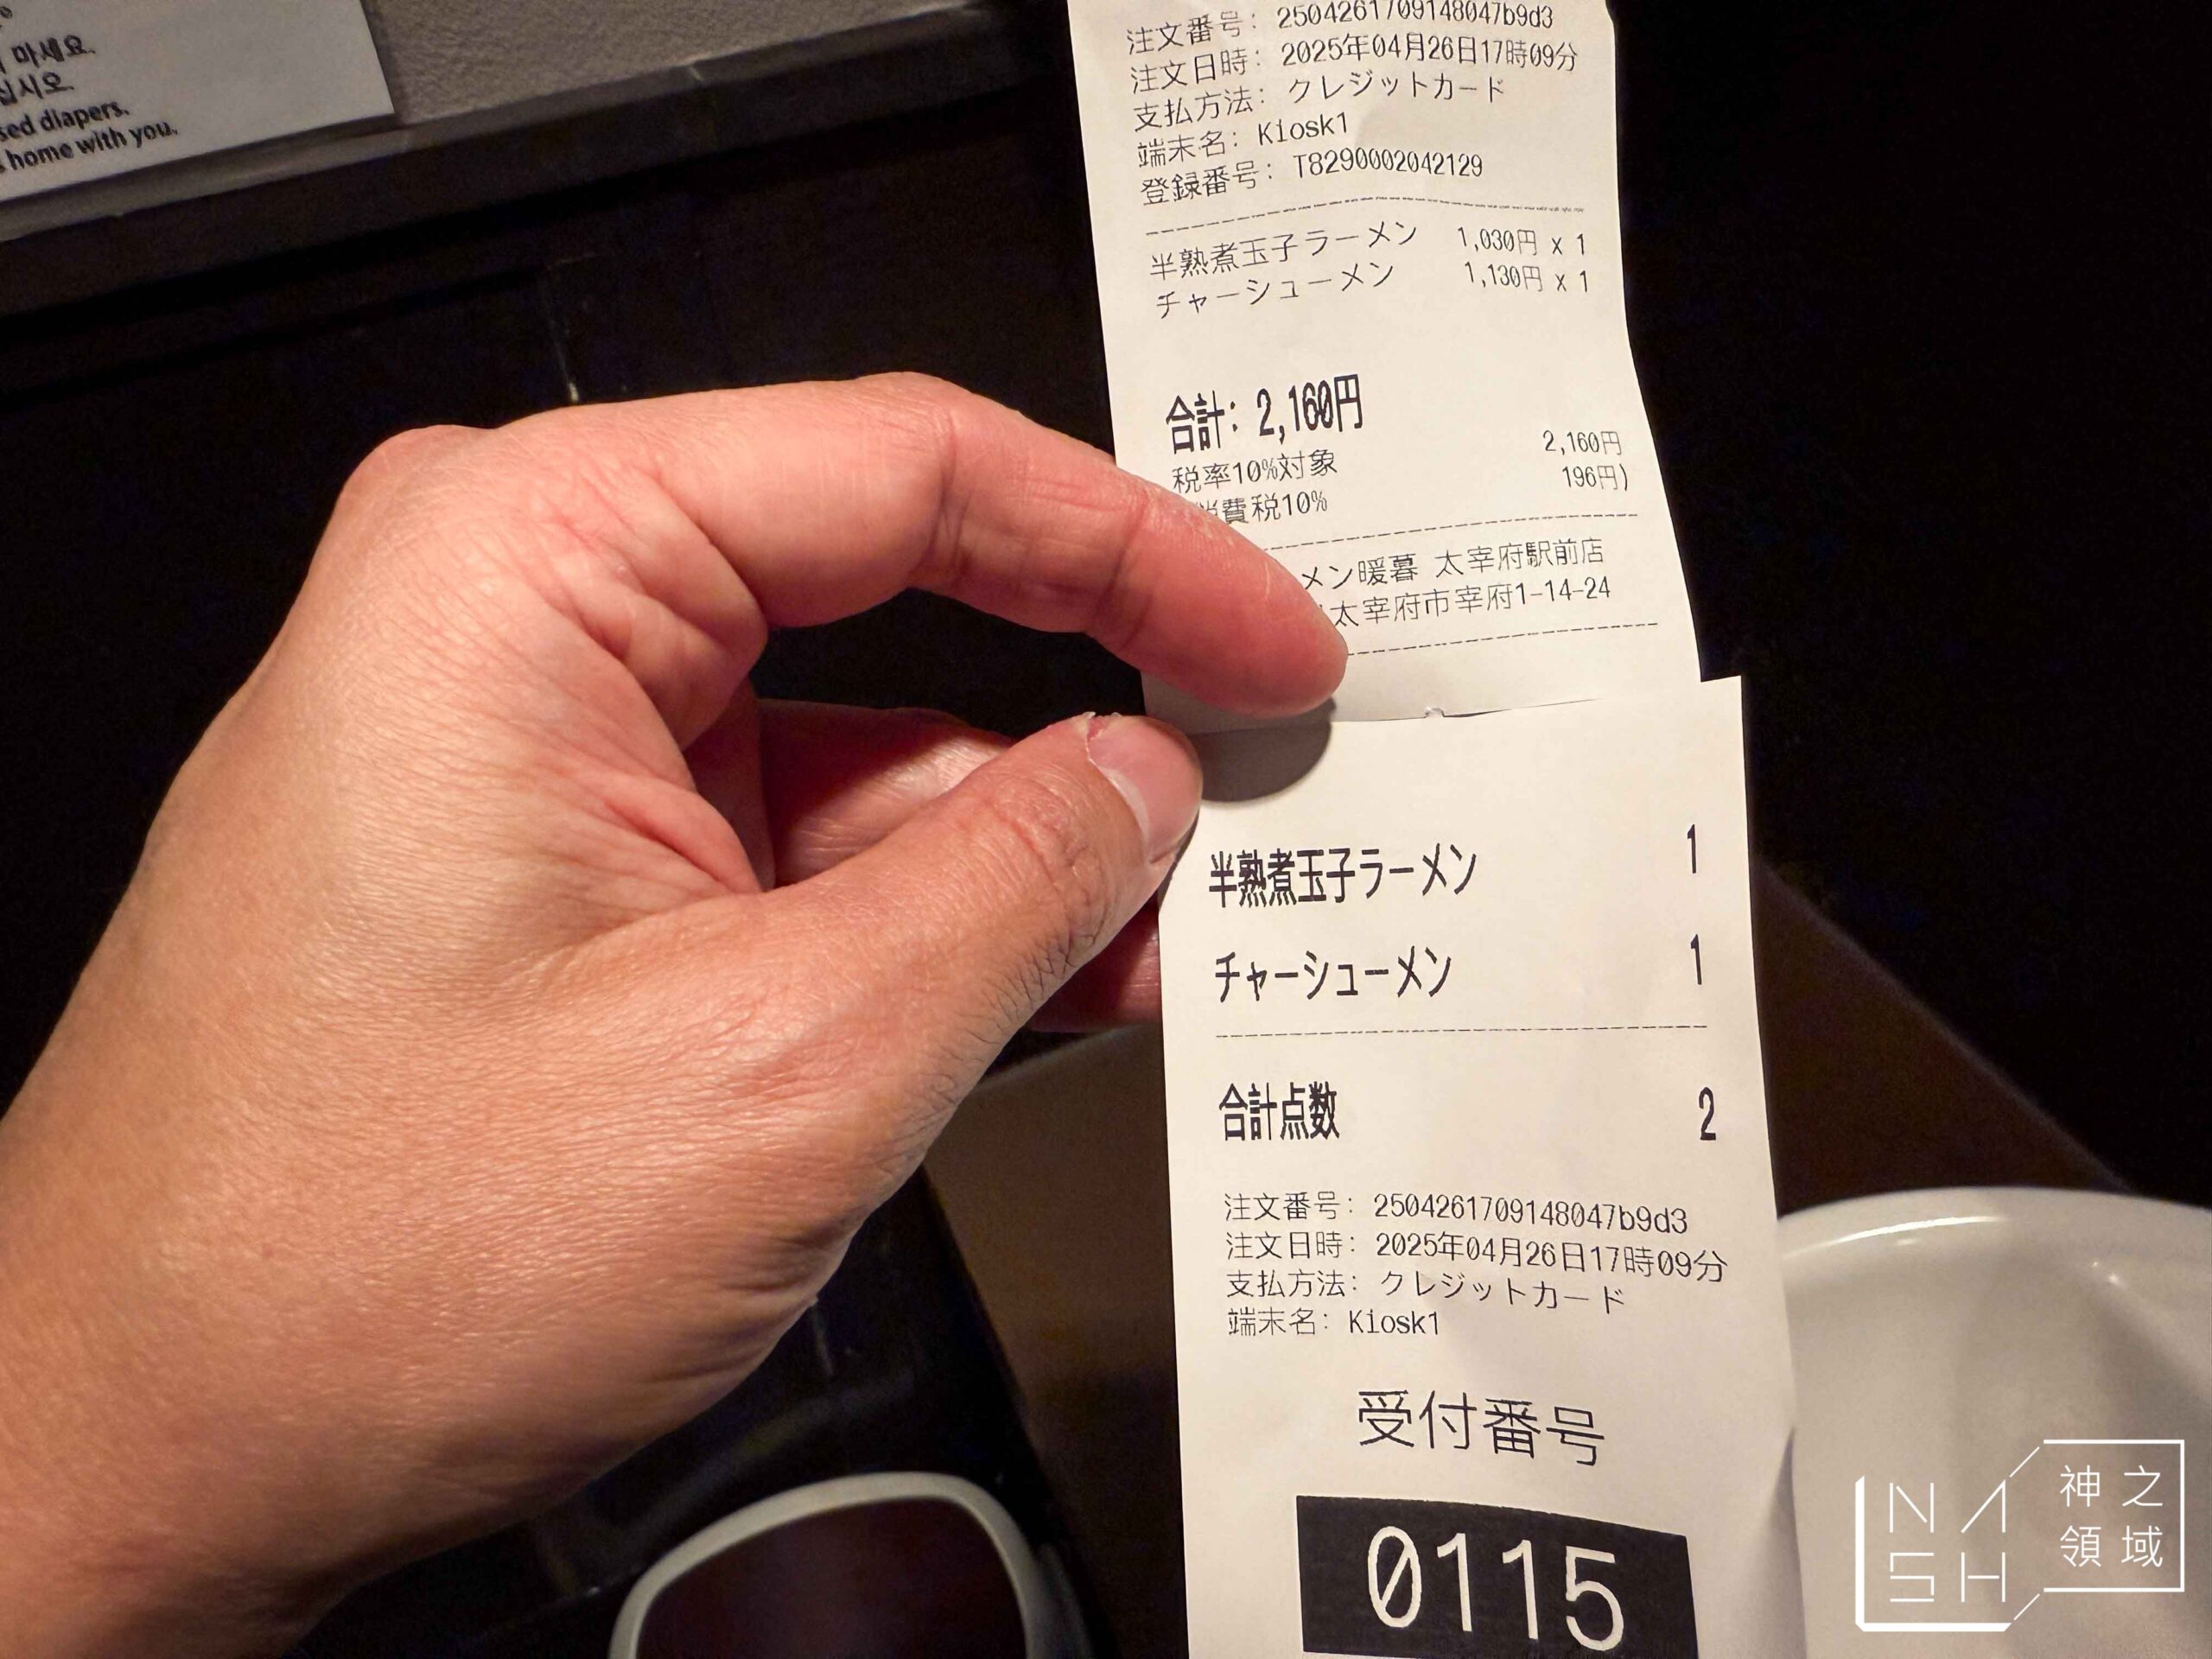 마세요.
십시오.
diapers.
home with you.
注文番号: 2504261709148047b9d3
注文日時: 2025年04月26日17時09分
支払方法: クレジットカード
端末名: Kiosk1
登録番号: T8290002042129
半熟煮玉子ラーメン 1,030円 x 1
チャーシューメン 1,130円 x 1
合計: 2,160円
税率10%対象 2,160円
消費税10% 196円)
メン暖暮 太宰府駅前店
太宰府市宰府1-14-24
半熟煮玉子ラーメン 1
チャーシューメン 1
合計点数 2
注文番号: 2504261709148047b9d3
注文日時: 2025年04月26日17時09分
支払方法: クレジットカード
端末名: Kiosk1
受付番号
0115
NASH
神之
領域